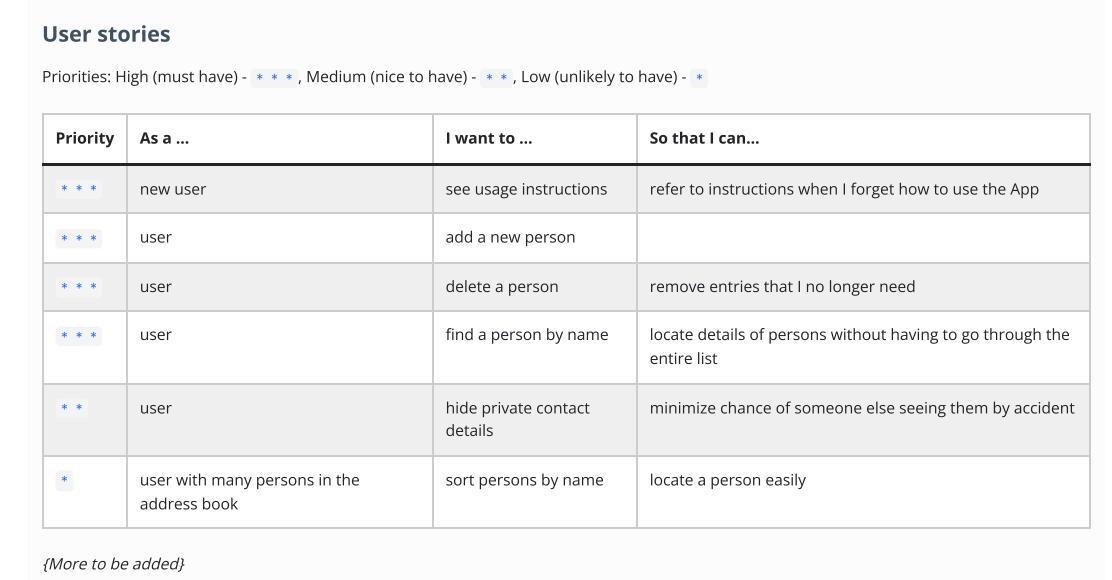 User stories
Priorities: High (must have) - * * *, Medium (nice to have) - * *, Low (unlikely to have) - *
Priority As a ... I want to ... So that I can...
* * * new user see usage instructions refer to instructions when I forget how to use the App
* * * user add a new person
* * * user delete a person remove entries that I no longer need
* * * user find a person by name locate details of persons without having to go through the
entire list
* * user hide private contact minimize chance of someone else seeing them by accident
details
* user with many persons in the sort persons by name locate a person easily
address book
{More to be added}